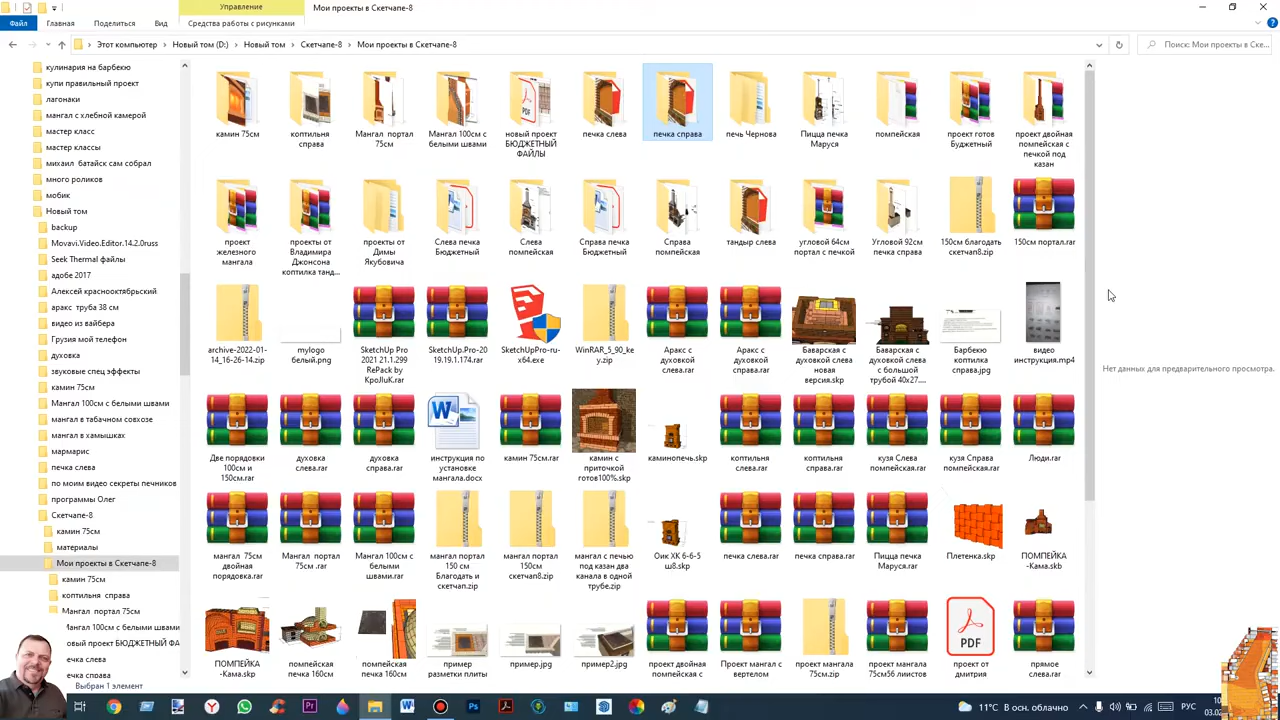 Управление
Мои проекты в Скетчапе-8
Файл
Главная
Поделиться
Вид
Средства работы с рисунками
Этот компьютер
Новый том (D:)
Новый том
Скетчапе-8
Мои проекты в Скетчапе-8
Поиск: Мои проекты в Ске...
кулинария на барбекю
купи правильный проект
лагонаки
мангал с хлебной камерой
мастер класс
мастер классы
михаил батайск сам собрал
много роликов
мобик
Новый том
backup
Movavi.Video.Editor.14.2.0russ
Seek Thermal файлы
адобе 2017
Алексей краснооктябрьский
аракс труба 38 см
видео из вайбера
Грузия мой телефон
духовка
звуковые спец эффекты
камин 75см
Мангал 100см с белыми швами
мангал в табачном совхозе
мангал в хамышках
мармарис
печка слева
по моим видео секреты печников
программы Олег
Скетчапе-8
камин 75см
материалы
Мои проекты в Скетчапе-8
камин 75см
коптильня справа
Мангал портал 75см
Мангал 100см с белыми швами
овый проект БЮДЖЕТНЫЙ ФА
ечка слева
ечка справа
Выбран 1 элемент
камин 75см
коптильня
справа
Мангал портал
75см
Мангал 100см с
белыми швами
новый проект
БЮДЖЕТНЫЙ
ФАЙЛЫ
печка слева
печка справа
печь Чернова
Пицца печка
Маруся
помпейская
проект готов
Буджетный
проект двойная
помпейская с
печкой под
казан
проект
железного
мангала
проекты от
Владимира
Джонсона
коптилка танд...
проекты от
Димы
Якубовича
Слева печка
Бюджетный
Слева
помпейская
Справа печка
Бюджетный
Справа
помпейская
тандыр слева
угловой 64см
портал с печкой
Угловой 92см
печка справа
150см благодать
скетчап8.zip
150см портал.rar
archive-2022-01-
14_16-26-14.zip
mylogo
белый.png
SketchUp Pro
2021 21.1.299
RePack by
KpoJIuK.rar
SketchUp.Pro-20
19.19.1.174.rar
SketchUpPro-ru-
x64.exe
WinRAR_5_90_ke
y.zip
Аракс с
духовкой
слева.rar
Аракс с
духовкой
справа.rar
Баварская с
духовкой слева
новая
версия.skp
Баварская с
духовкой слева
с большой
трубой 40х27....
Барбекю
коптилка
справа.jpg
видео
инструкция.mp4
Нет данных для предварительного просмотра.
Две порядовки
100см и
150см.rar
духовка
слева.rar
духовка
справа.rar
инструкция по
установке
мангала.docx
камин 75см.rar
камин с
приточкой
готов100%.skp
каминопечь.skp
коптильня
слева.rar
коптильня
справа.rar
кузя Слева
помпейская.rar
кузя Справа
помпейская.rar
Люди.rar
мангал 75см
двойная
порядовка.rar
Мангал портал
75см .rar
Мангал 100см с
белыми
швами.rar
мангал портал
150 см
Благодать и
скетчап.zip
мангал портал
150см
скетчап8.zip
мангал с печью
под казан два
канала в одной
трубе.zip
Оик ХК 6-6-5
ш8.skp
печка слева.rar
печка справа.rar
Пицца печка
Маруся.rar
Плетенка.skp
ПОМПЕЙКА
-Кама.skb
ПОМПЕЙКА
-Кама.skp
помпейская
печка 160см
помпейская
печка 160см
пример
разметки плиты
пример.jpg
пример2.jpg
проект двойная
помпейская с
Проект мангал с
вертелом
проект мангала
75см.zip
проект мангала
75см56 лиистов
PDF
проект от
дмитрия
прямое
слева.rar
11°C В осн. облачно
РУС